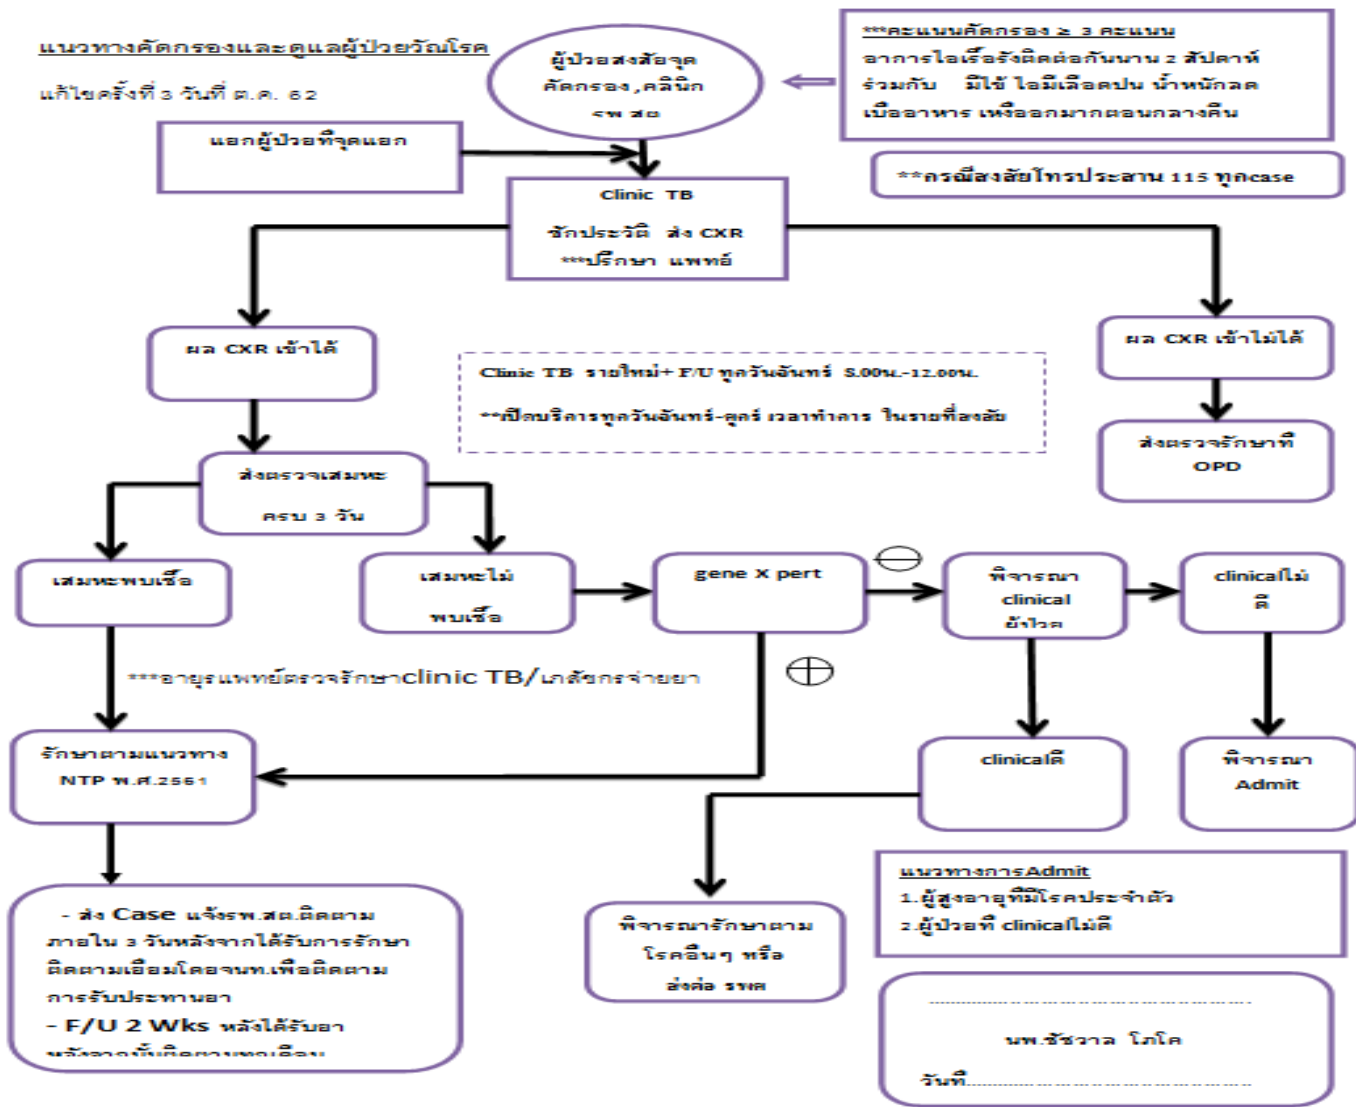 แนวทางคัดกรองและดูแลผู้ป่วยวัณโรค
แก้ไขครั้งที่ 3 วันที่ ต.ค. 62
ผู้ป่วยสงสัยจุด
คัดกรอง ,คลินิก
รพ.สต
***คะแนนคัดกรอง ≥ 3 คะแนน
อาการไอเรื้อรังติดต่อกันนาน 2 สัปดาห์
ร่วมกับ มีไข้ ไอมีเลือดปน น้ำหนักลด
เบื่ออาหาร เหงื่อออกมากตอนกลางคืน
แยกผู้ป่วยที่จุดแยก
**กรณีสงสัยโทรประสาน 115 ทุกcase
Clinic TB
ซักประวัติ ส่ง CXR
***ปรึกษา แพทย์
ผล CXR เข้าได้
ผล CXR เข้าไม่ได้
Clinic TB รายใหม่+ F/U ทุกวันจันทร์ 8.00น.-12.00น.
**เปิดบริการทุกวันจันทร์-ศุกร์ เวลาทำการ ในรายที่สงสัย
ส่งตรวจรักษาที่
OPD
ส่งตรวจเสมหะ
ครบ 3 วัน
เสมหะพบเชื้อ
เสมหะไม่
พบเชื้อ
gene X pert
พิจารณา
clinical
ผู้ป่วย
clinicalไม่
ดี
***อายุรแพทย์ตรวจรักษาclinic TB/เภสัชกรจ่ายยา
รักษาตามแนวทาง
NTP พ.ศ.2561
clinicalดี
พิจารณา
Admit
แนวทางการAdmit
1.ผู้สูงอายุที่มีโรคประจำตัว
2.ผู้ป่วยที่ clinicalไม่ดี
- ส่ง Case แจ้งรพ.สต.ติดตาม
ภายใน 3 วันหลังจากได้รับการรักษา
ติดตามเยี่ยมโดยจนท.เพื่อติดตาม
การรับประทานยา
- F/U 2 Wks หลังได้รับยา
หลังจากนั้นติดตามทุกเดือน
พิจารณารักษาตาม
โรคอื่นๆ หรือ
ส่งต่อ รพศ
นพ.ชัชวาล โภโค
วันที่..............................................